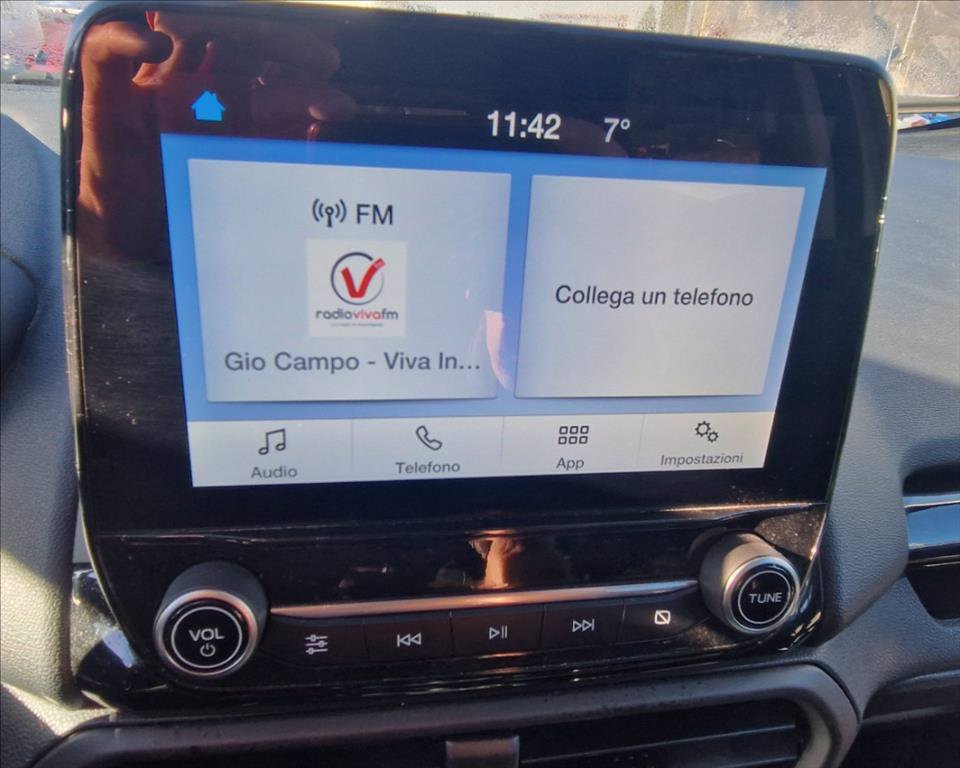 11:42 7°
FM
radiovivafm
Gio Campo - Viva In...
Collega un telefono
Audio
Telefono
App
Impostazioni
VOL
TUNE